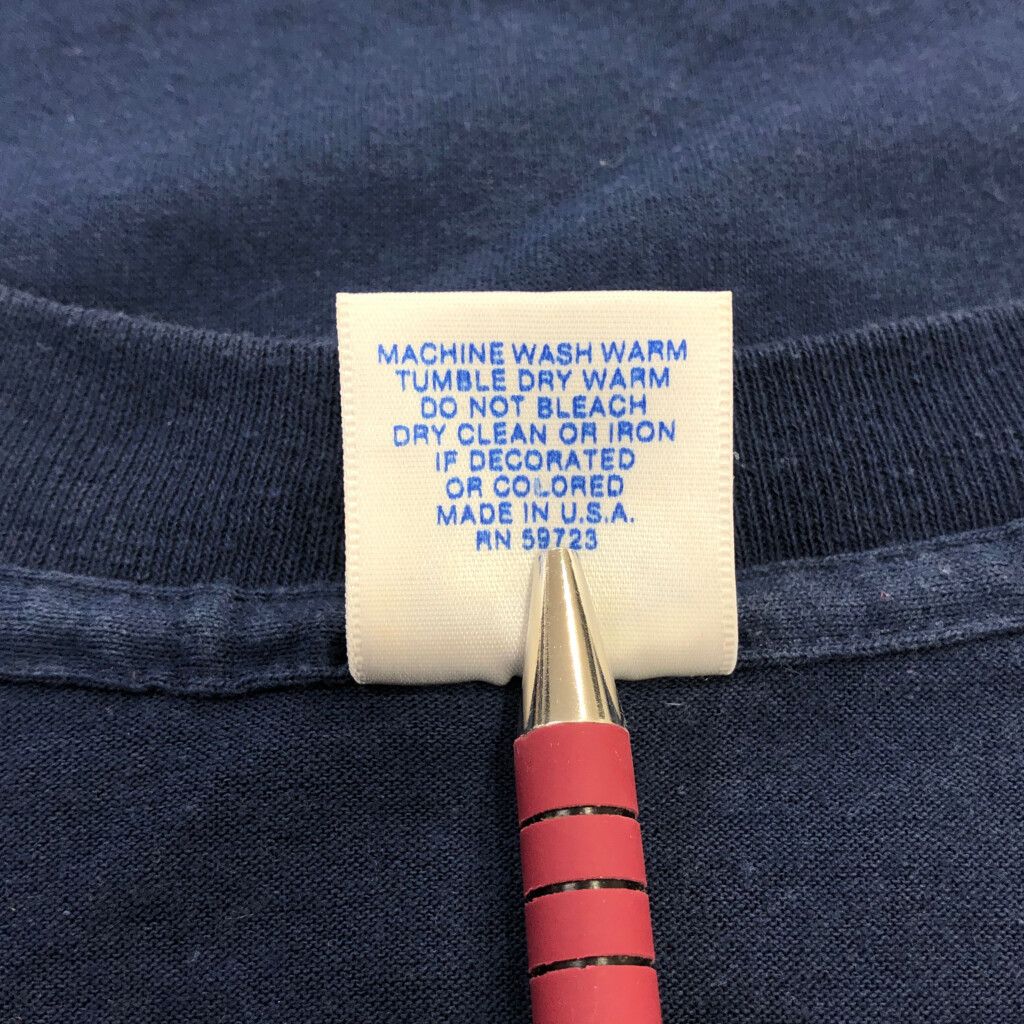 MACHINE WASH WARM
TUMBLE DRY WARM
DO NOT BLEACH
DRY CLEAN OR IRON
IF DECORATED
OR COLORED
MADE IN U.S.A.
RN 59723